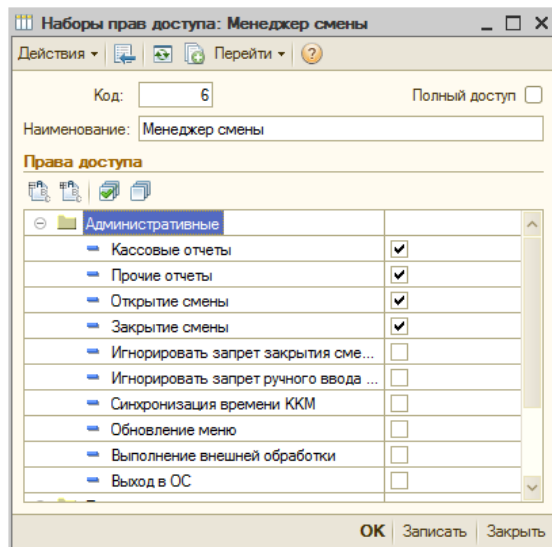 Наборы прав доступа: Менеджер смены
Действия Перейти
Код: 6 Полный доступ
Наименование: Менеджер смены
Права доступа
Административные
Кассовые отчеты
Прочие отчеты
Открытие смены
Закрытие смены
Игнорировать запрет закрытия сме...
Игнорировать запрет ручного ввода ...
Синхронизация времени ККМ
Обновление меню
Выполнение внешней обработки
Выход в ОС
OK Записать Закрыть